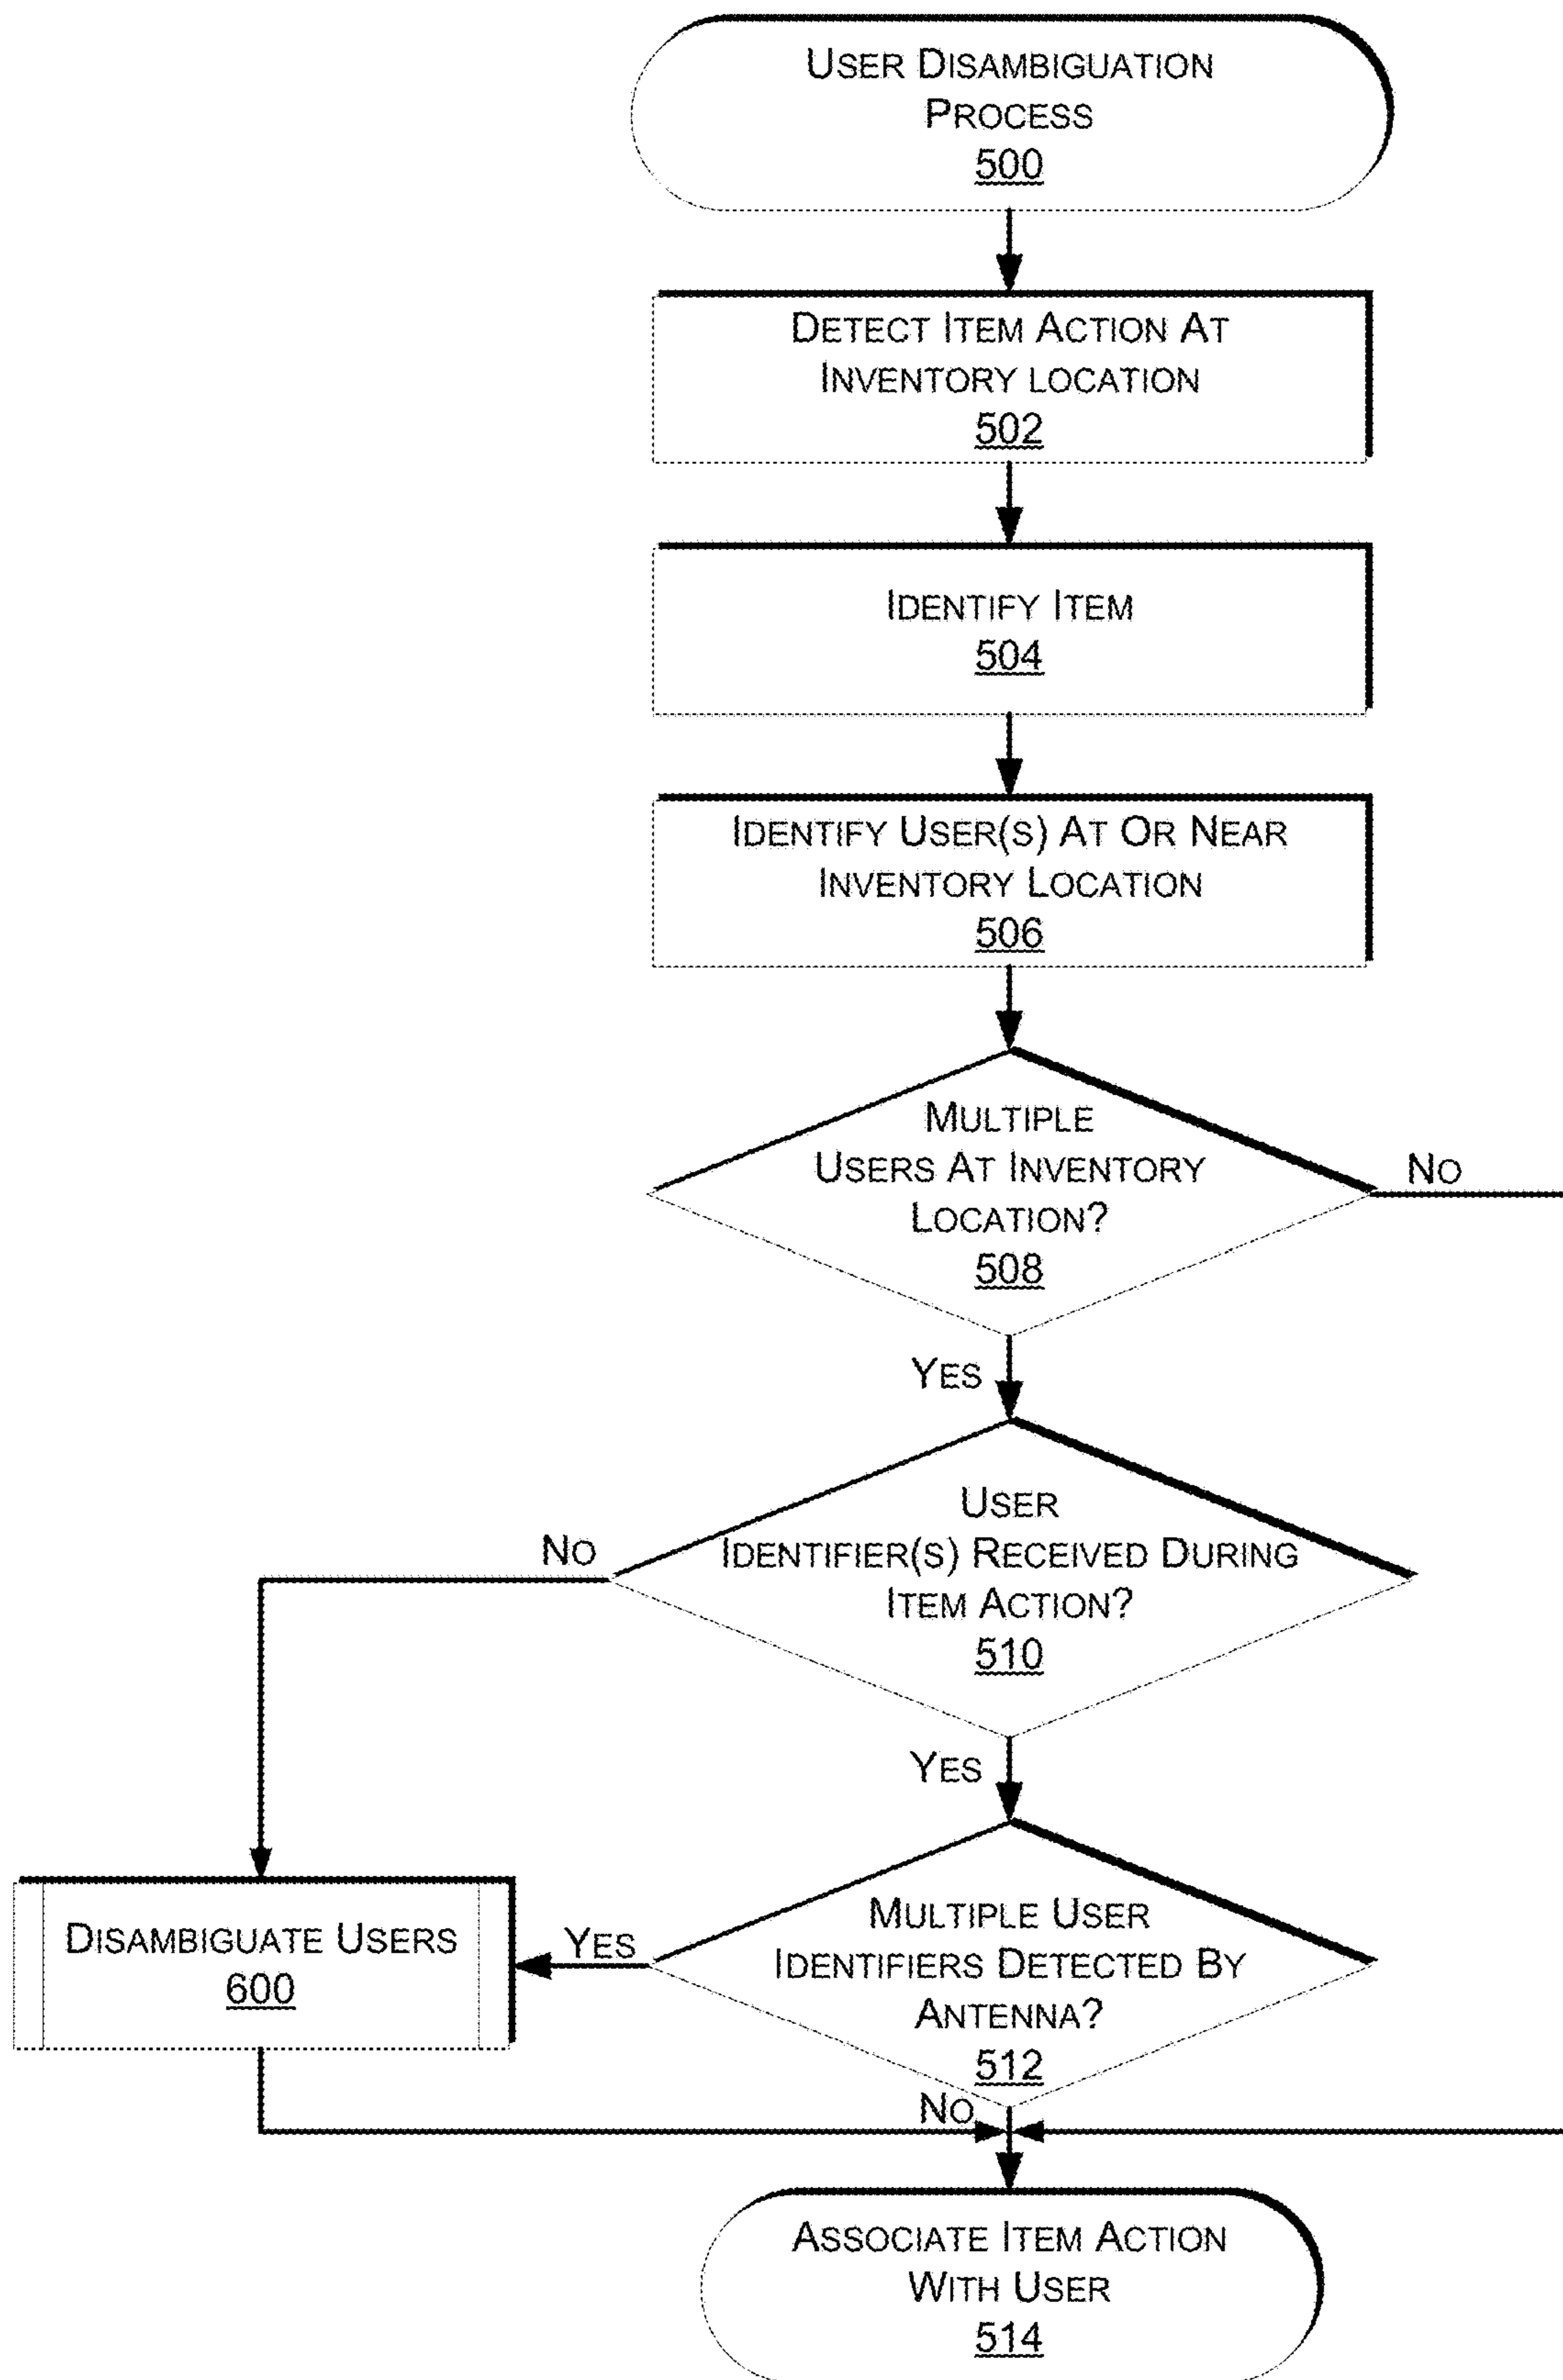 USER DISAMBIGUATION
PROCESS
500
DETECT ITEM ACTION AT
INVENTORY LOCATION
502
IDENTIFY ITEM
504
IDENTIFY USER(S) AT OR NEAR
INVENTORY LOCATION
506
MULTIPLE
USERS AT INVENTORY
LOCATION?
508
NO
YES
USER
IDENTIFIER(S) RECEIVED DURING
ITEM ACTION?
510
NO
YES
MULTIPLE USER
IDENTIFIERS DETECTED BY
ANTENNA?
512
YES
DISAMBIGUATE USERS
600
NO
ASSOCIATE ITEM ACTION
WITH USER
514